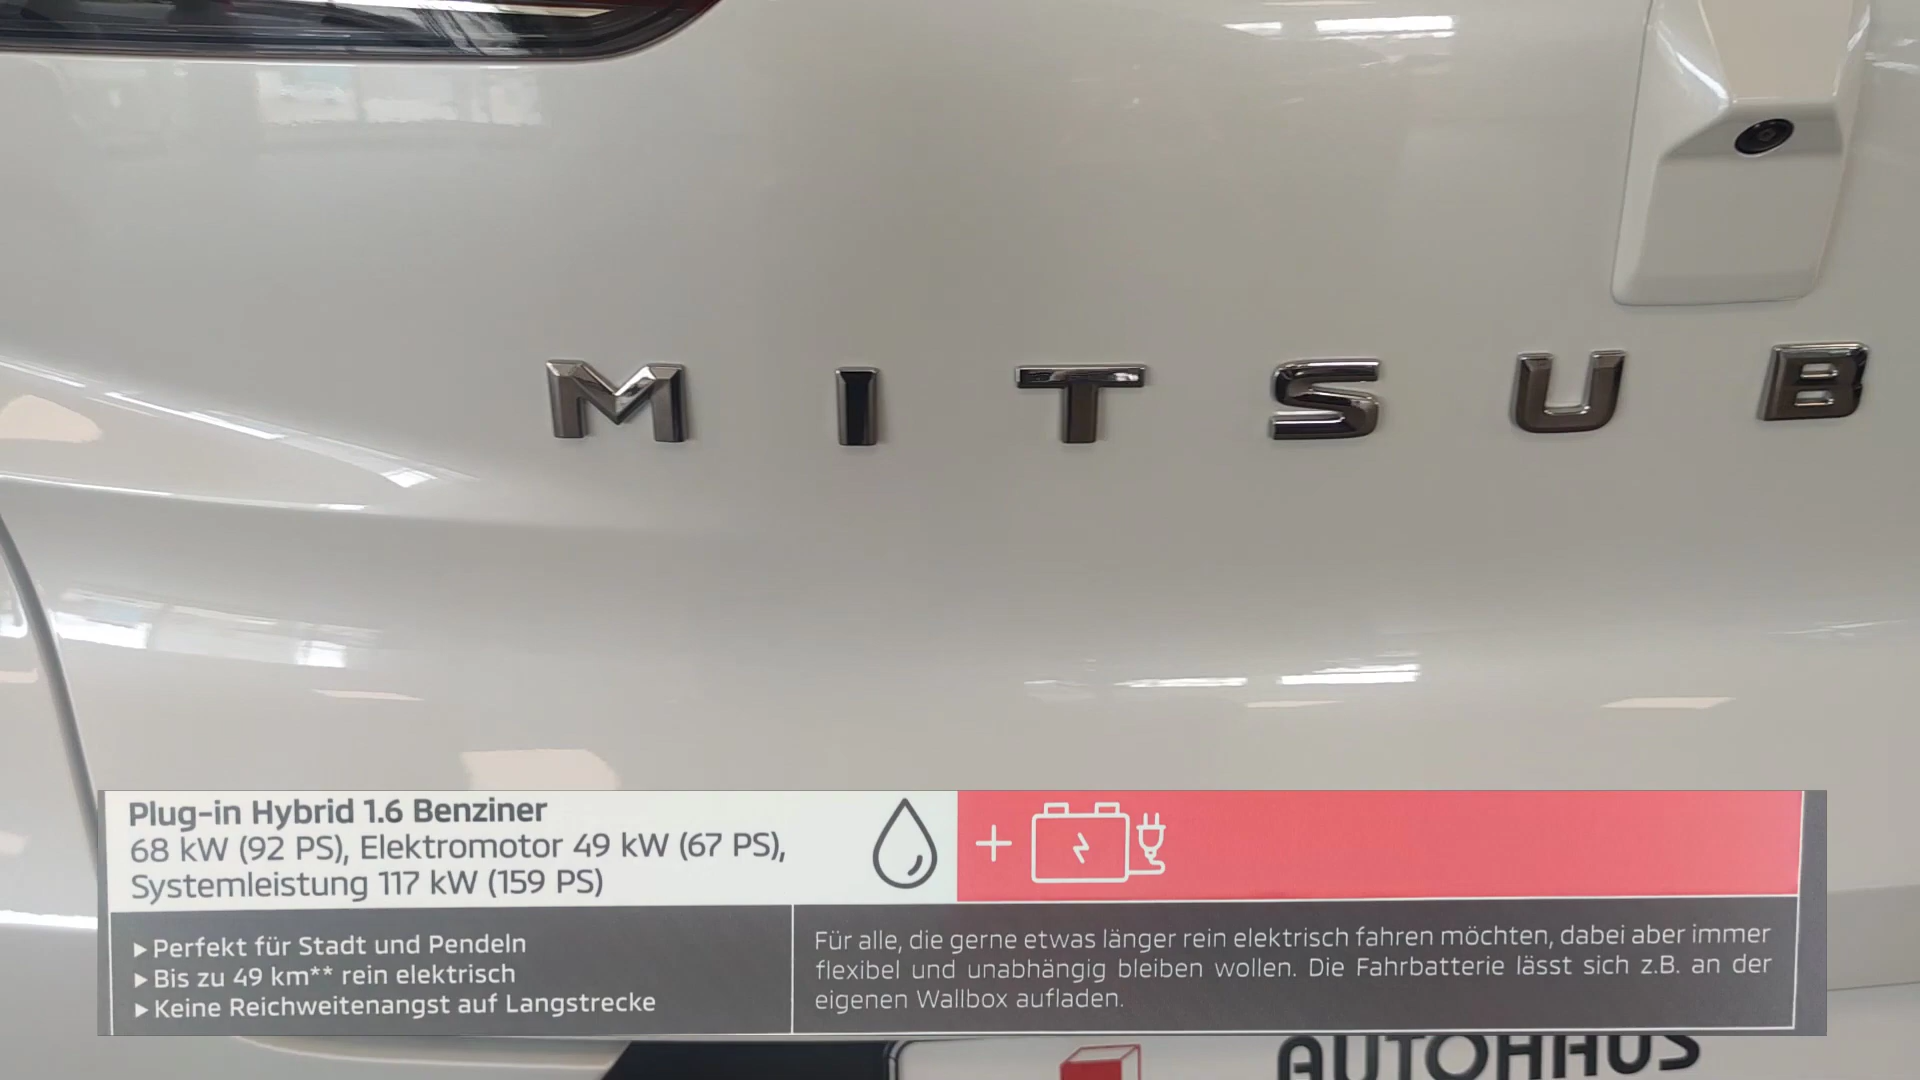 MITSUB
Plug-in Hybrid 1.6 Benziner
68 kW (92 PS), Elektromotor 49 kW (67 PS),
Systemleistung 117 kW (159 PS)
▶ Perfekt für Stadt und Pendeln
▶ Bis zu 49 km** rein elektrisch
▶ Keine Reichweitenangst auf Langstrecke
Für alle, die gerne etwas länger rein elektrisch fahren möchten, dabei aber immer
flexibel und unabhängig bleiben wollen. Die Fahrbatterie lässt sich z.B. an der
eigenen Wallbox aufladen.
AUTOHAUS